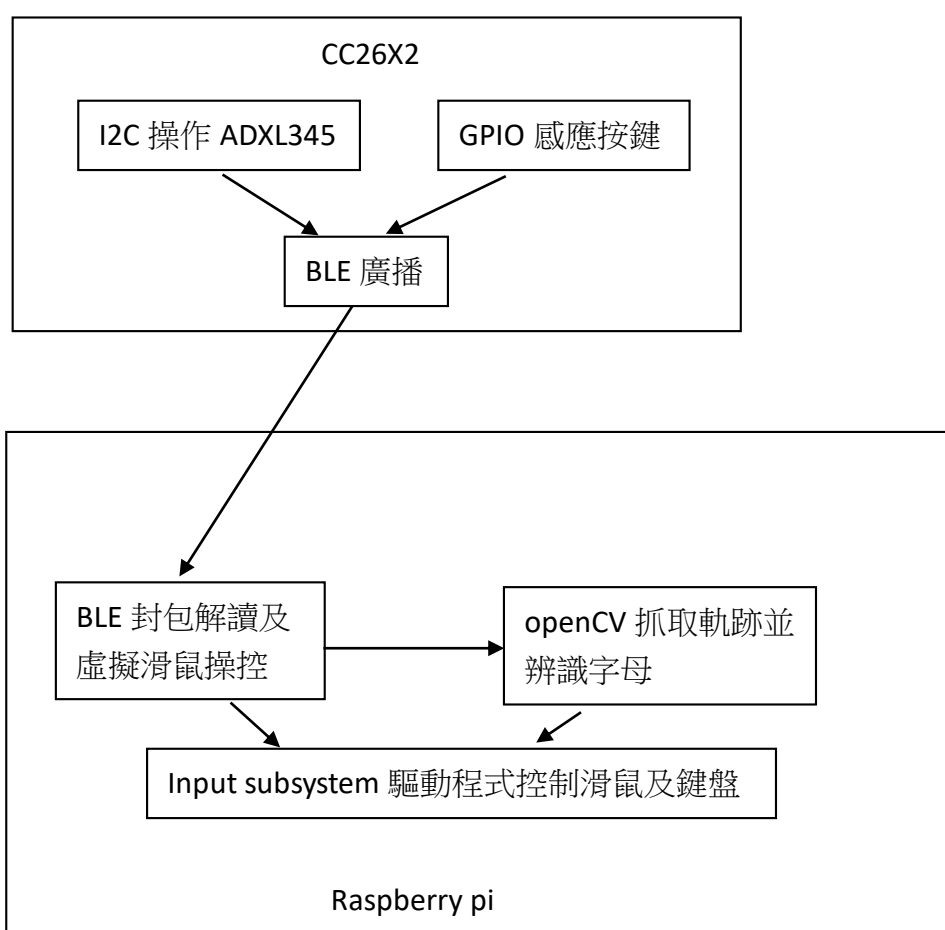 CC26X2
I2C 操作 ADXL345
GPIO 感應按鍵
BLE 廣播
BLE 封包解讀及
虛擬滑鼠操控
openCV 抓取軌跡並
辨識字母
Input subsystem 驅動程式控制滑鼠及鍵盤
Raspberry pi